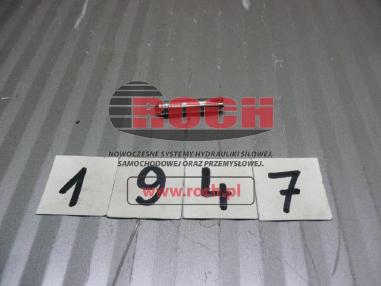 ROCH
NOWOCZESNE SYSTEMY HYDRAULIKI SIŁOWEJ,
SAMOCHODOWEJ ORAZ PRZEMYSŁOWEJ.
1 9 4 7
www.roch.pl